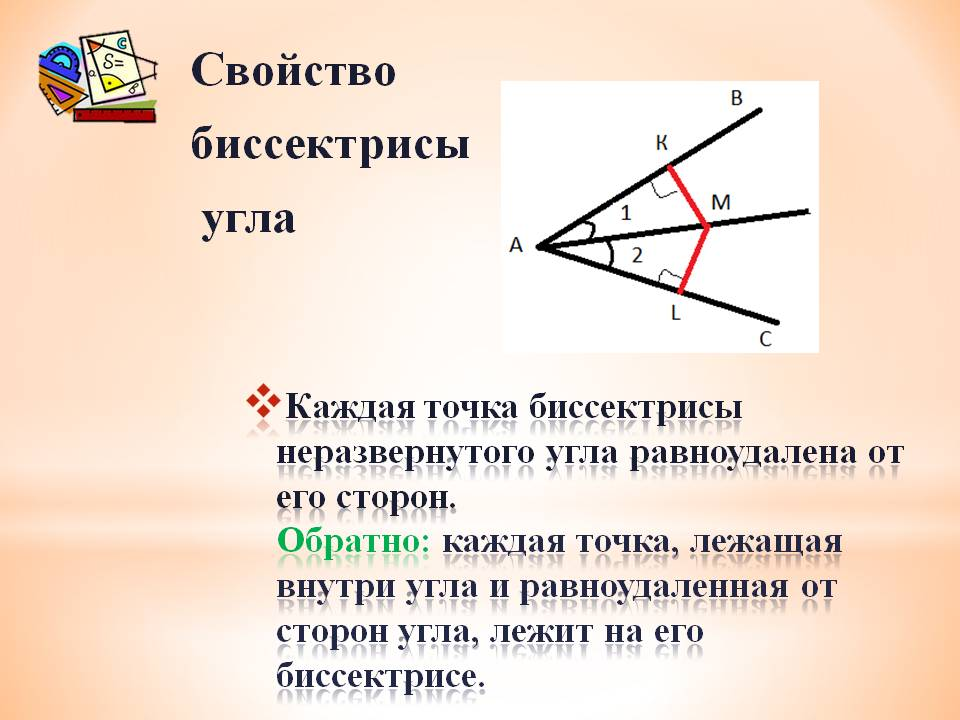 Свойство
биссектрисы
угла
B
К
М
1
A
2
L
C
Каждая точка биссектрисы
неразвернутого угла равноудалена от
его сторон.
Обратно: каждая точка, лежащая
внутри угла и равноудаленная от
сторон угла, лежит на его
биссектрисе.